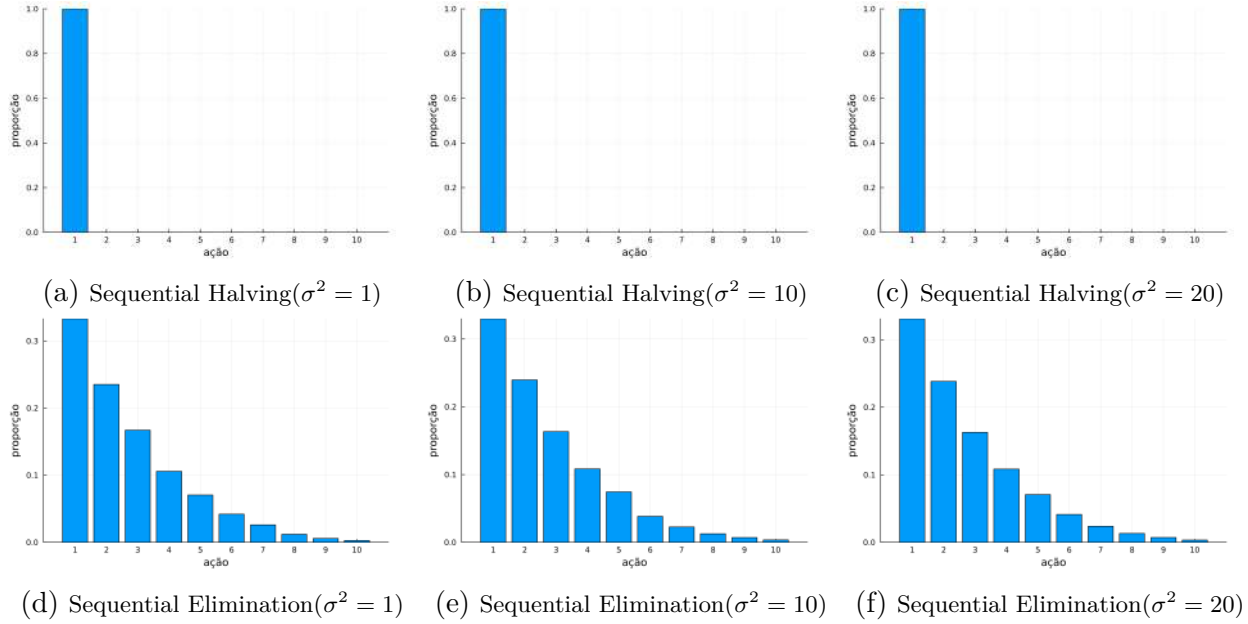 1.0
0.8
0.6
0.4
0.2
0.0
proporção
1 2 3 4 5 6 7 8 9 10
ação
1.0
0.8
0.6
0.4
0.2
0.0
proporção
1 2 3 4 5 6 7 8 9 10
ação
1.0
0.8
0.6
0.4
0.2
0.0
proporção
1 2 3 4 5 6 7 8 9 10
ação
(a) Sequential Halving(σ² = 1)
(b) Sequential Halving(σ² = 10)
(c) Sequential Halving(σ² = 20)
0.3
0.2
0.1
0.0
proporção
1 2 3 4 5 6 7 8 9 10
ação
0.3
0.2
0.1
0.0
proporção
1 2 3 4 5 6 7 8 9 10
ação
0.3
0.2
0.1
0.0
proporção
1 2 3 4 5 6 7 8 9 10
ação
(d) Sequential Elimination(σ² = 1)
(e) Sequential Elimination(σ² = 10)
(f) Sequential Elimination(σ² = 20)